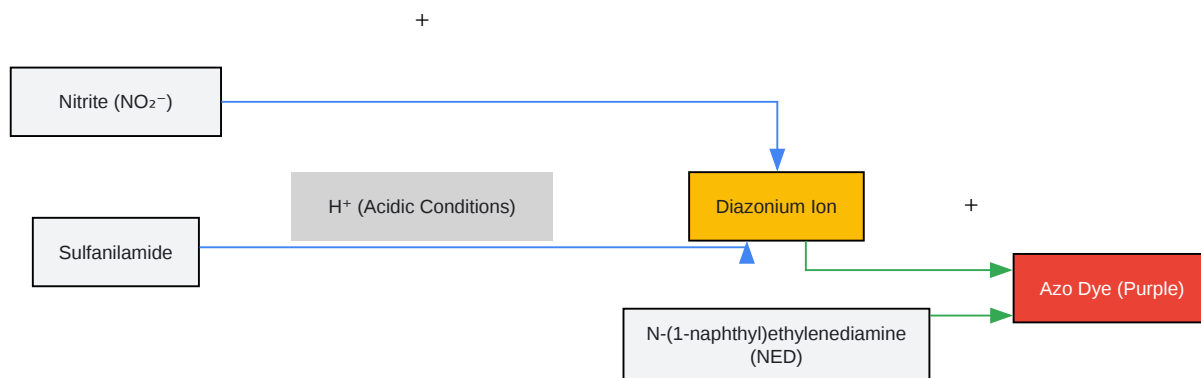 +
Nitrite (NO₂⁻)
H⁺ (Acidic Conditions)
Diazonium Ion
+
Sulfanilamide
Azo Dye (Purple)
N-(1-naphthyl)ethylenediamine
(NED)